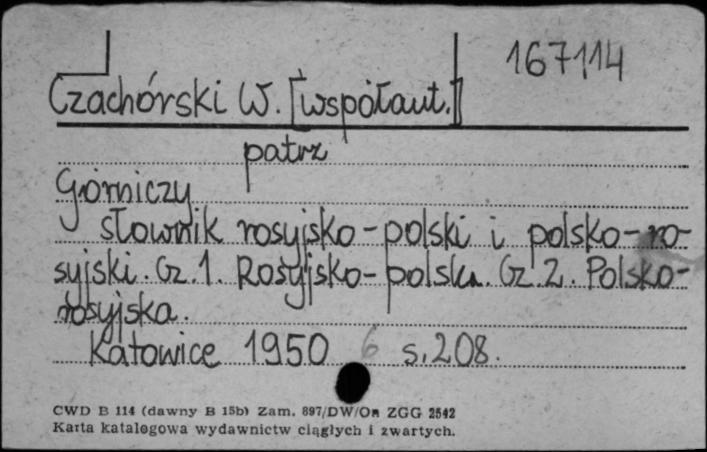 167114
Czachórski W. [współaut.]
patrz
Górniczy
słownik rosyjsko-polski i polsko-ro-
syjski. Cz. 1. Rosyjsko-polska. Cz. 2. Polsko-
rosyjska.
Katowice 1950 6 s. 208.
CWD B 114 (dawny B 15b) Zam. 897/DW/On ZGG 2542
Karta katalogowa wydawnictw ciągłych i zwartych.